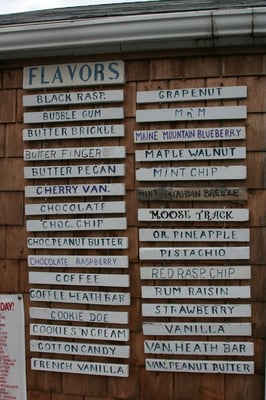 FLAVORS
BLACK RASP.
BUBBLE GUM
BUTTER BRICKLE
BUTTER FINGER
BUTTER PECAN
CHERRY VAN.
CHOCOLATE
CHOC. CHIP
CHOC. PEANUT BUTTER
CHOCOLATE RASPBERRY
COFFEE
COFFEE HEATH BAR
COOKIE DOE
COOKIES 'N CREAM
COTTON CANDY
FRENCH VANILLA
GRAPENUT
M n M
MAINE MOUNTAIN BLUEBERRY
MAPLE WALNUT
MINT CHIP
BREEZE
MOOSE TRACK
OR. PINEAPPLE
PISTACHIO
RED RASP. CHIP
RUM RAISIN
STRAWBERRY
VANILLA
VAN. HEATH BAR
VAN. PEANUT BUTTER
DAY!